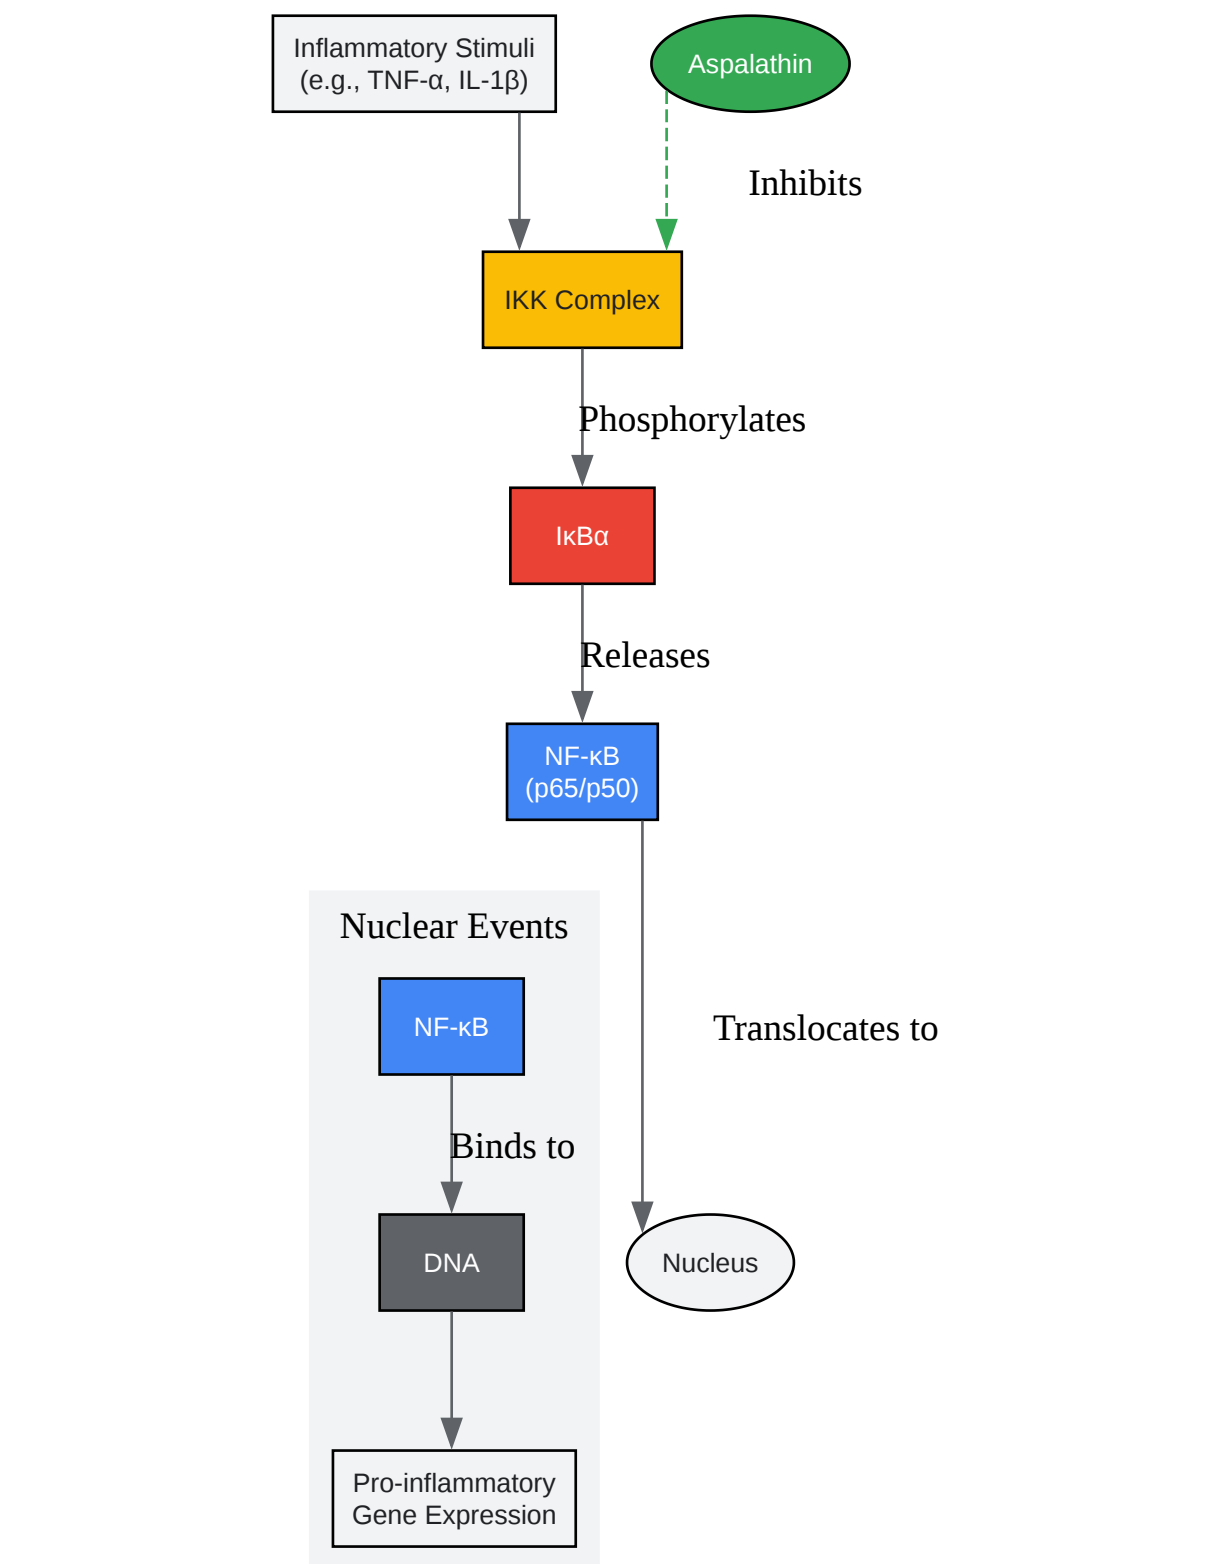 Inflammatory Stimuli
(e.g., TNF-α, IL-1β)
Aspalathin
Inhibits
IKK Complex
Phosphorylates
IκBα
Releases
NF-κB
(p65/p50)
Nuclear Events
NF-κB
Translocates to
Binds to
DNA
Nucleus
Pro-inflammatory
Gene Expression